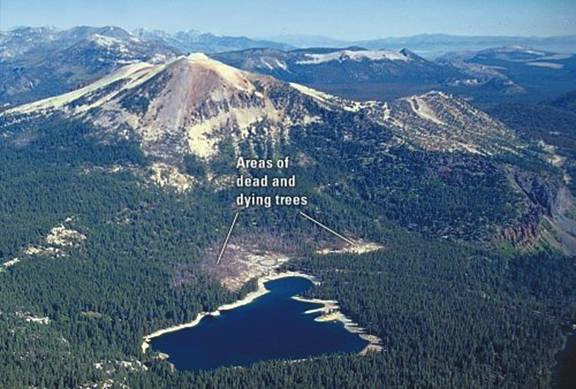 Areas of
dead and
dying trees